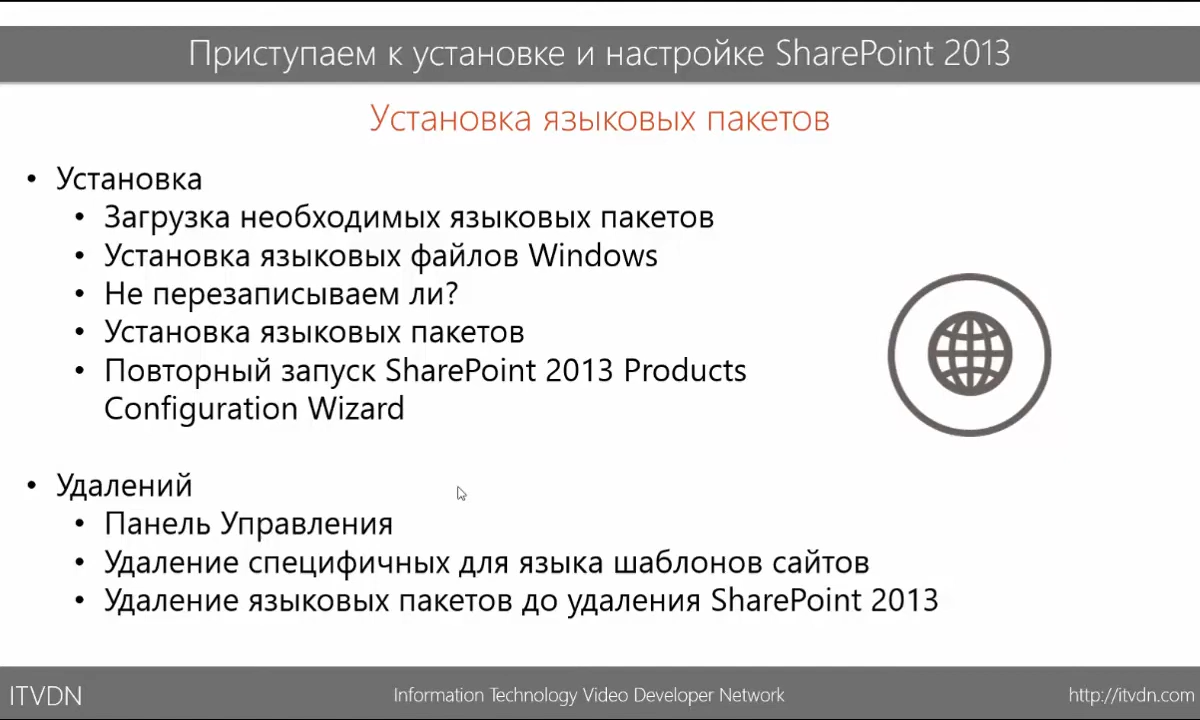 Приступаем к установке и настройке SharePoint 2013
Установка языковых пакетов
• Установка
• Загрузка необходимых языковых пакетов
• Установка языковых файлов Windows
• Не перезаписываем ли?
• Установка языковых пакетов
• Повторный запуск SharePoint 2013 Products
Configuration Wizard
• Удалений
• Панель Управления
• Удаление специфичных для языка шаблонов сайтов
• Удаление языковых пакетов до удаления SharePoint 2013
ITVDN
Information Technology Video Developer Network
http://itvdn.com